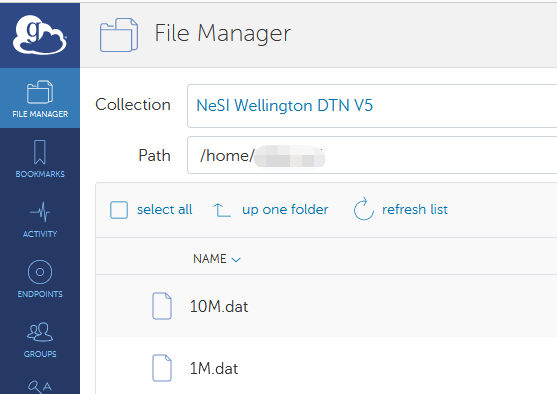 g
File Manager
FILE MANAGER
BOOKMARKS
ACTIVITY
ENDPOINTS
GROUPS
Collection NeSI Wellington DTN V5
Path /home/
select all up one folder refresh list
NAME
10M.dat
1M.dat